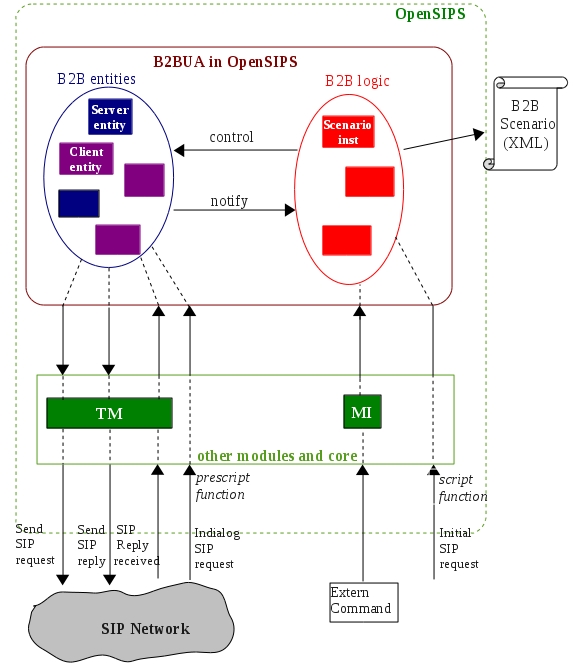 OpenSIPS
B2BUA in OpenSIPS
B2B entities
B2B logic
Server
entity
Client
entity
Scenario
inst
control
notify
B2B
Scenario
(XML)
TM
MI
other modules and core
prescript
function
script
function
Send
SIP
request
Send
SIP
reply
SIP
Reply
received
Indialog
SIP
request
Initial
SIP
request
Extern
Command
SIP Network